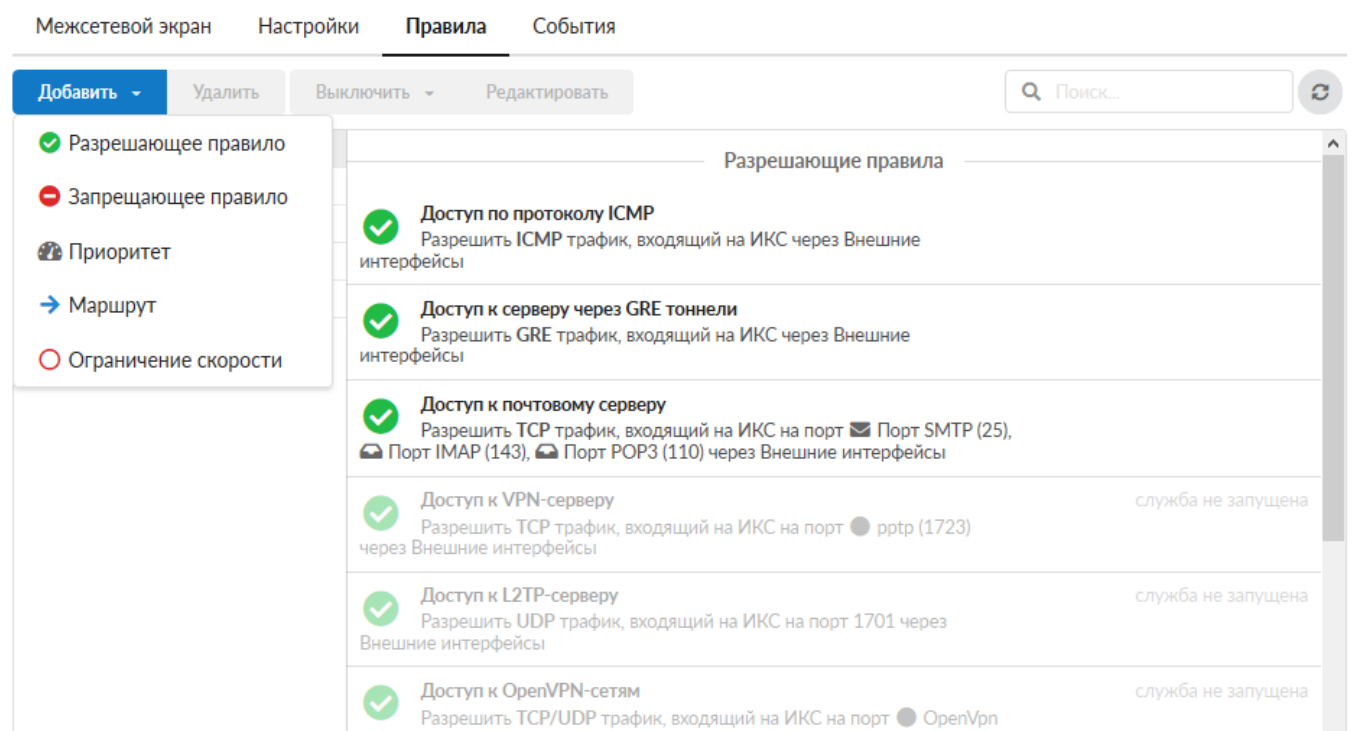 Межсетевой экран Настройки Правила События
Добавить Удалить Выключить Редактировать Поиск...
Разрешающее правило
Запрещающее правило
Приоритет
Маршрут
Ограничение скорости
Разрешающие правила
Доступ по протоколу ICMP
Разрешить ICMP трафик, входящий на ИКС через Внешние
интерфейсы
Доступ к серверу через GRE тоннели
Разрешить GRE трафик, входящий на ИКС через Внешние
интерфейсы
Доступ к почтовому серверу
Разрешить TCP трафик, входящий на ИКС на порт Порт SMTP (25),
Порт IMAP (143), Порт POP3 (110) через Внешние интерфейсы
Доступ к VPN-серверу служба не запущена
Разрешить TCP трафик, входящий на ИКС на порт pptp (1723)
через Внешние интерфейсы
Доступ к L2TP-серверу служба не запущена
Разрешить UDP трафик, входящий на ИКС на порт 1701 через
Внешние интерфейсы
Доступ к OpenVPN-сетям служба не запущена
Разрешить TCP/UDP трафик, входящий на ИКС на порт OpenVpn